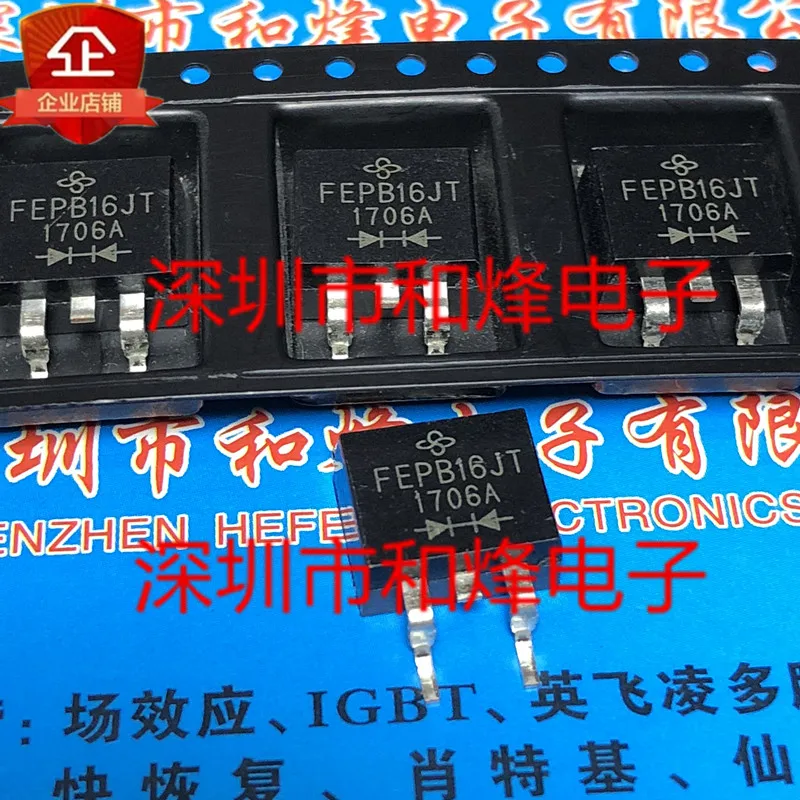 深圳市和烽电子有限
企
企业店铺
FEPB16JT
1706A
FEPB16JT
1706A
FEPB16JT
1706A
深圳市和烽电子
深圳市和烽电子有限
FEPB16JT
1706A
ENZHEN HEFE ECTRONICS
深圳市和烽电子
场效应、IGBT、英飞凌多
快恢复、肖特基、仙